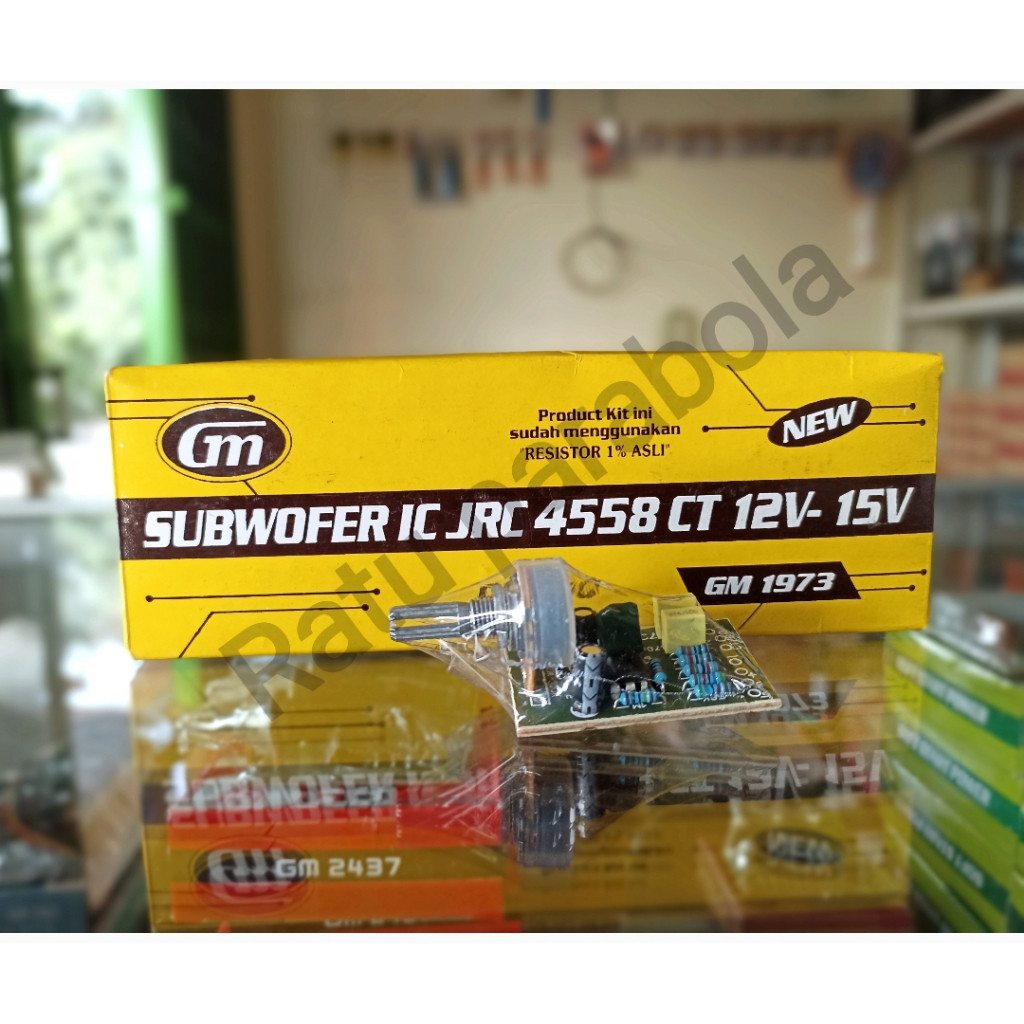 Gm
Product Kit ini
sudah menggunakan
"RESISTOR 1% ASLI"
NEW
SUBWOFER IC JRC 4558 CT 12V- 15V
GM 1973
Ratu parabola
GM 2437